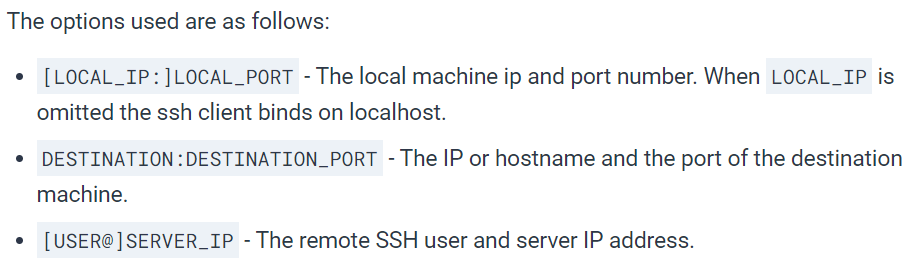 The options used are as follows:
• [LOCAL_IP:]LOCAL_PORT - The local machine ip and port number. When LOCAL_IP is
omitted the ssh client binds on localhost.
• DESTINATION:DESTINATION_PORT - The IP or hostname and the port of the destination
machine.
• [USER@]SERVER_IP - The remote SSH user and server IP address.